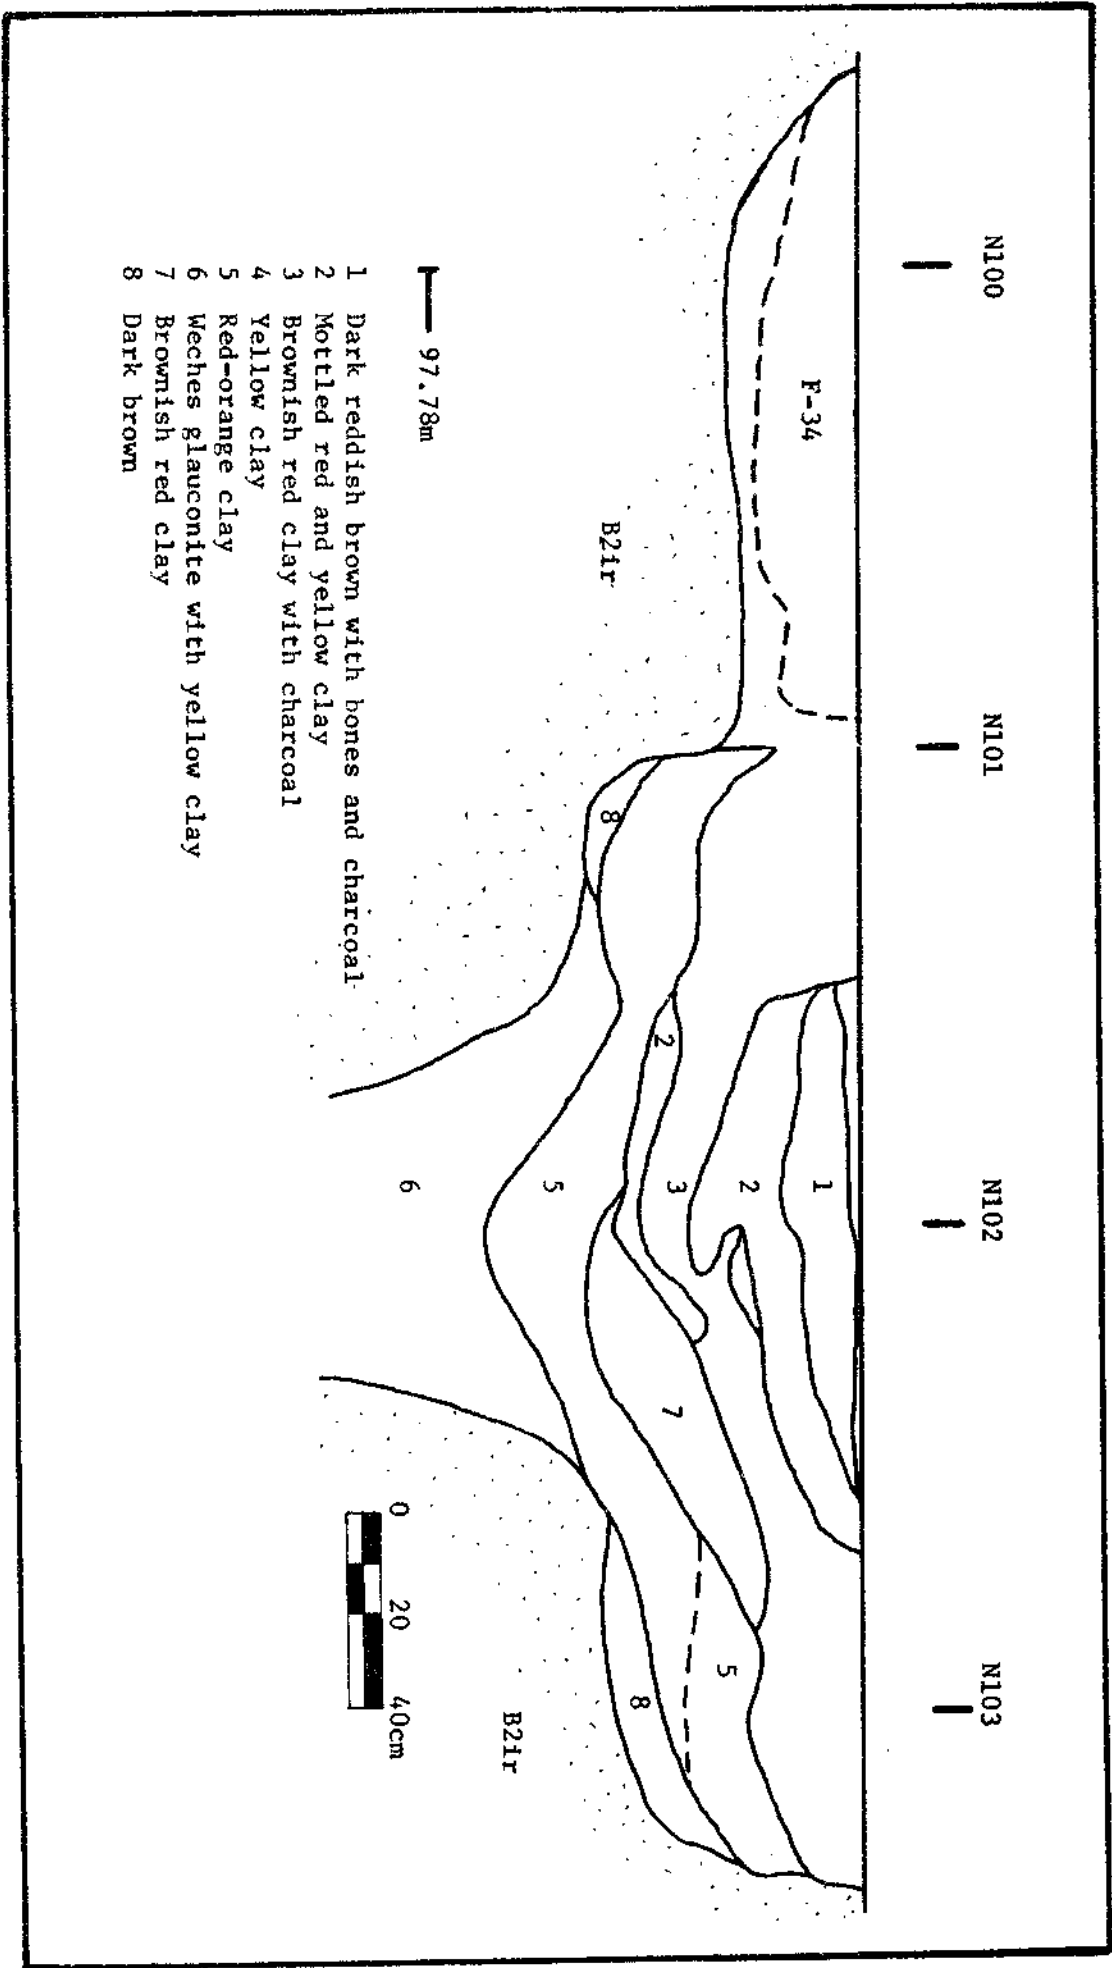 N100
N101
N102
N103
F-34
1
2
2
3
5
6
7
5
8
8
B2ir
B2ir
97.78m
1 Dark reddish brown with bones and charcoal
2 Mottled red and yellow clay
3 Brownish red clay with charcoal
4 Yellow clay
5 Red-orange clay
6 Weches glauconite with yellow clay
7 Brownish red clay
8 Dark brown
0 20 40cm